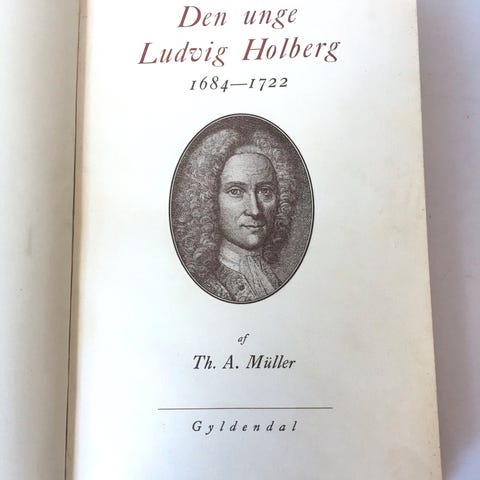 Den unge
Ludvig Holberg
1684—1722
af
Th. A. Müller
Gyldendal